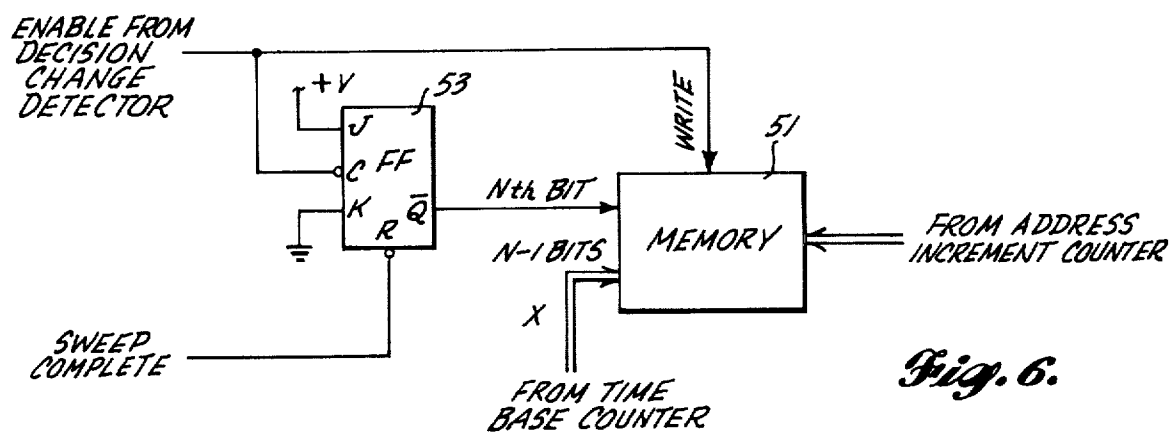 ENABLE FROM
DECISION
CHANGE
DETECTOR
+V
53
J
C
FF
K
Q̅
R
Nth BIT
N-1 BITS
X
WRITE
51
MEMORY
FROM ADDRESS
INCREMENT COUNTER
SWEEP
COMPLETE
FROM TIME
BASE COUNTER
Fig. 6.